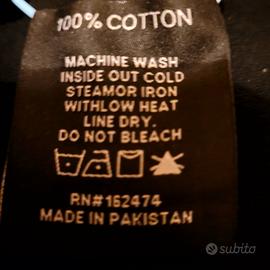 100% COTTON
MACHINE WASH
INSIDE OUT COLD
STEAMOR IRON
WITHLOW HEAT
LINE DRY.
DO NOT BLEACH
RN#162474
MADE IN PAKISTAN
subito